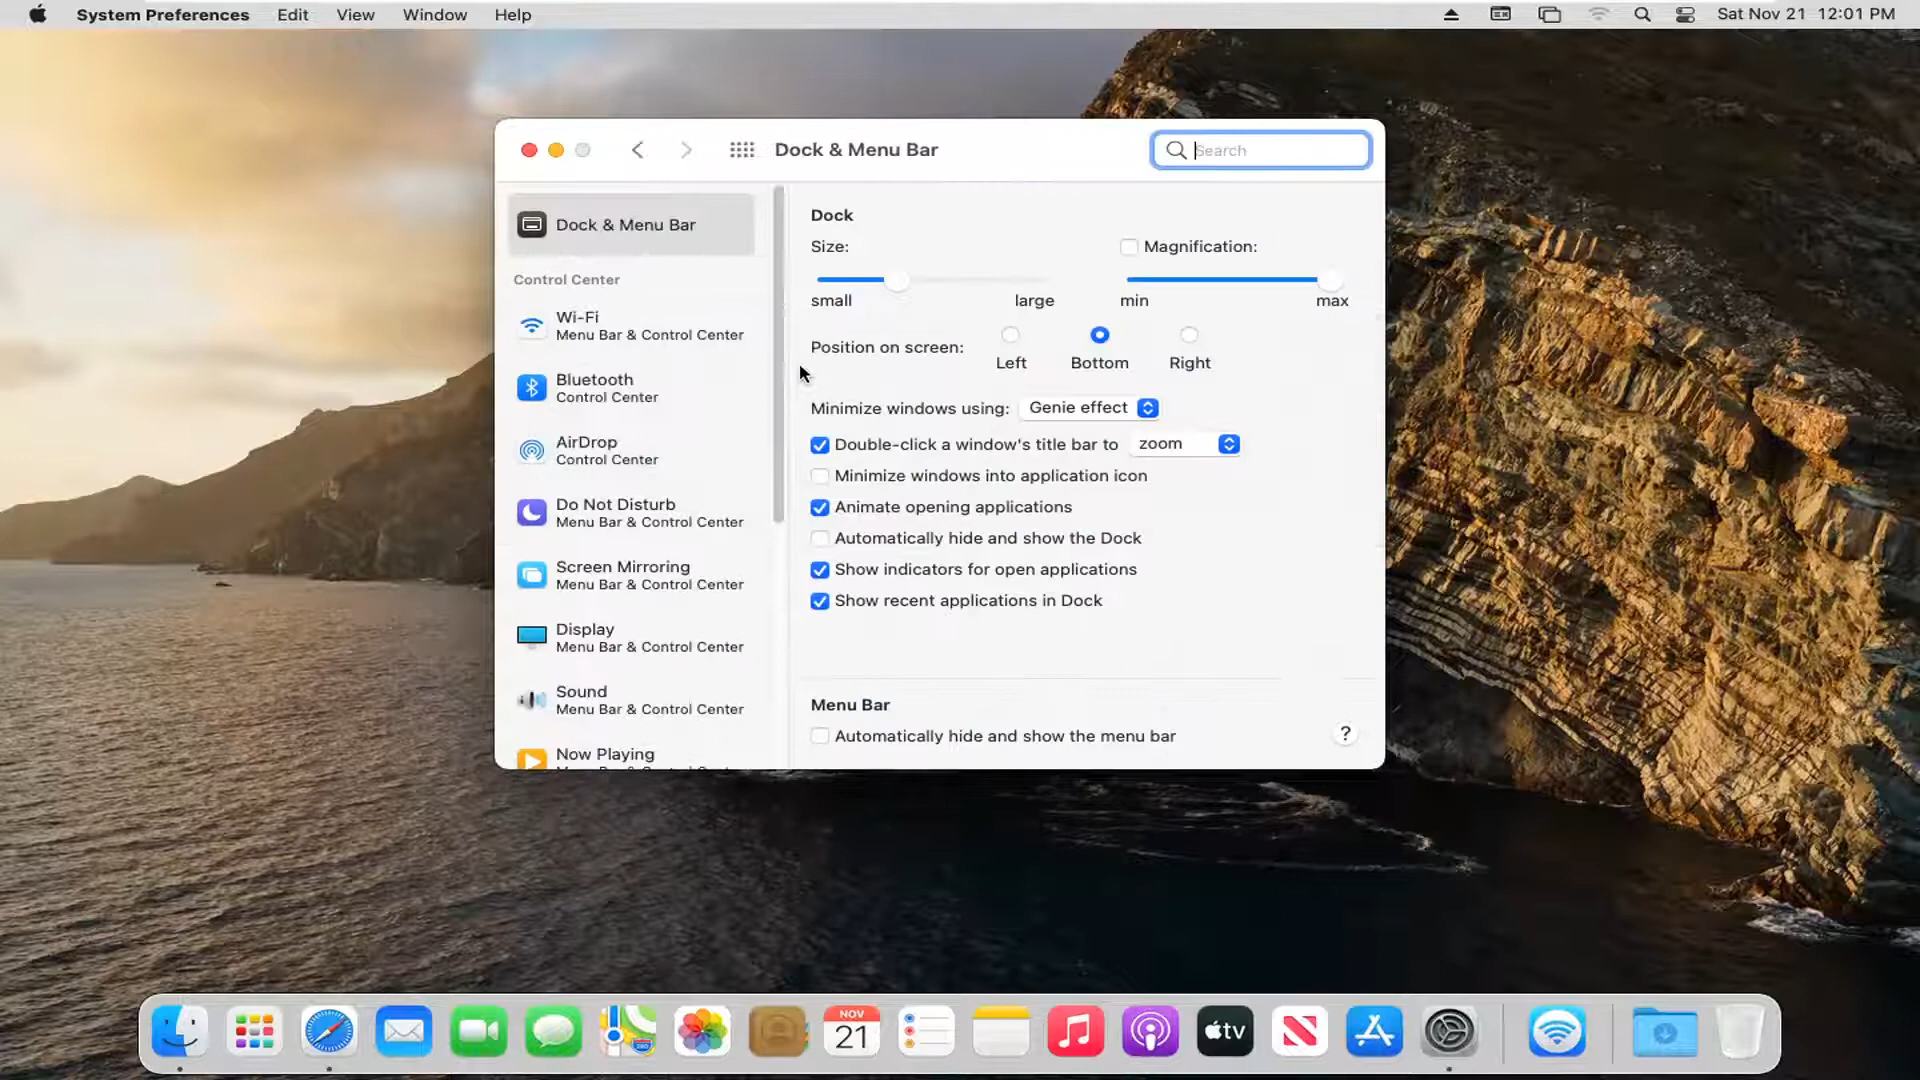 System Preferences Edit View Window Help Sat Nov 21 12:01 PM
Dock & Menu Bar
Search
Dock & Menu Bar
Control Center
Wi-Fi
Menu Bar & Control Center
Bluetooth
Control Center
AirDrop
Control Center
Do Not Disturb
Menu Bar & Control Center
Screen Mirroring
Menu Bar & Control Center
Display
Menu Bar & Control Center
Sound
Menu Bar & Control Center
Now Playing
Dock
Size:
Magnification:
small large
min max
Position on screen:
Left Bottom Right
Minimize windows using: Genie effect
Double-click a window's title bar to zoom
Minimize windows into application icon
Animate opening applications
Automatically hide and show the Dock
Show indicators for open applications
Show recent applications in Dock
Menu Bar
Automatically hide and show the menu bar
?
NOV
21
tv